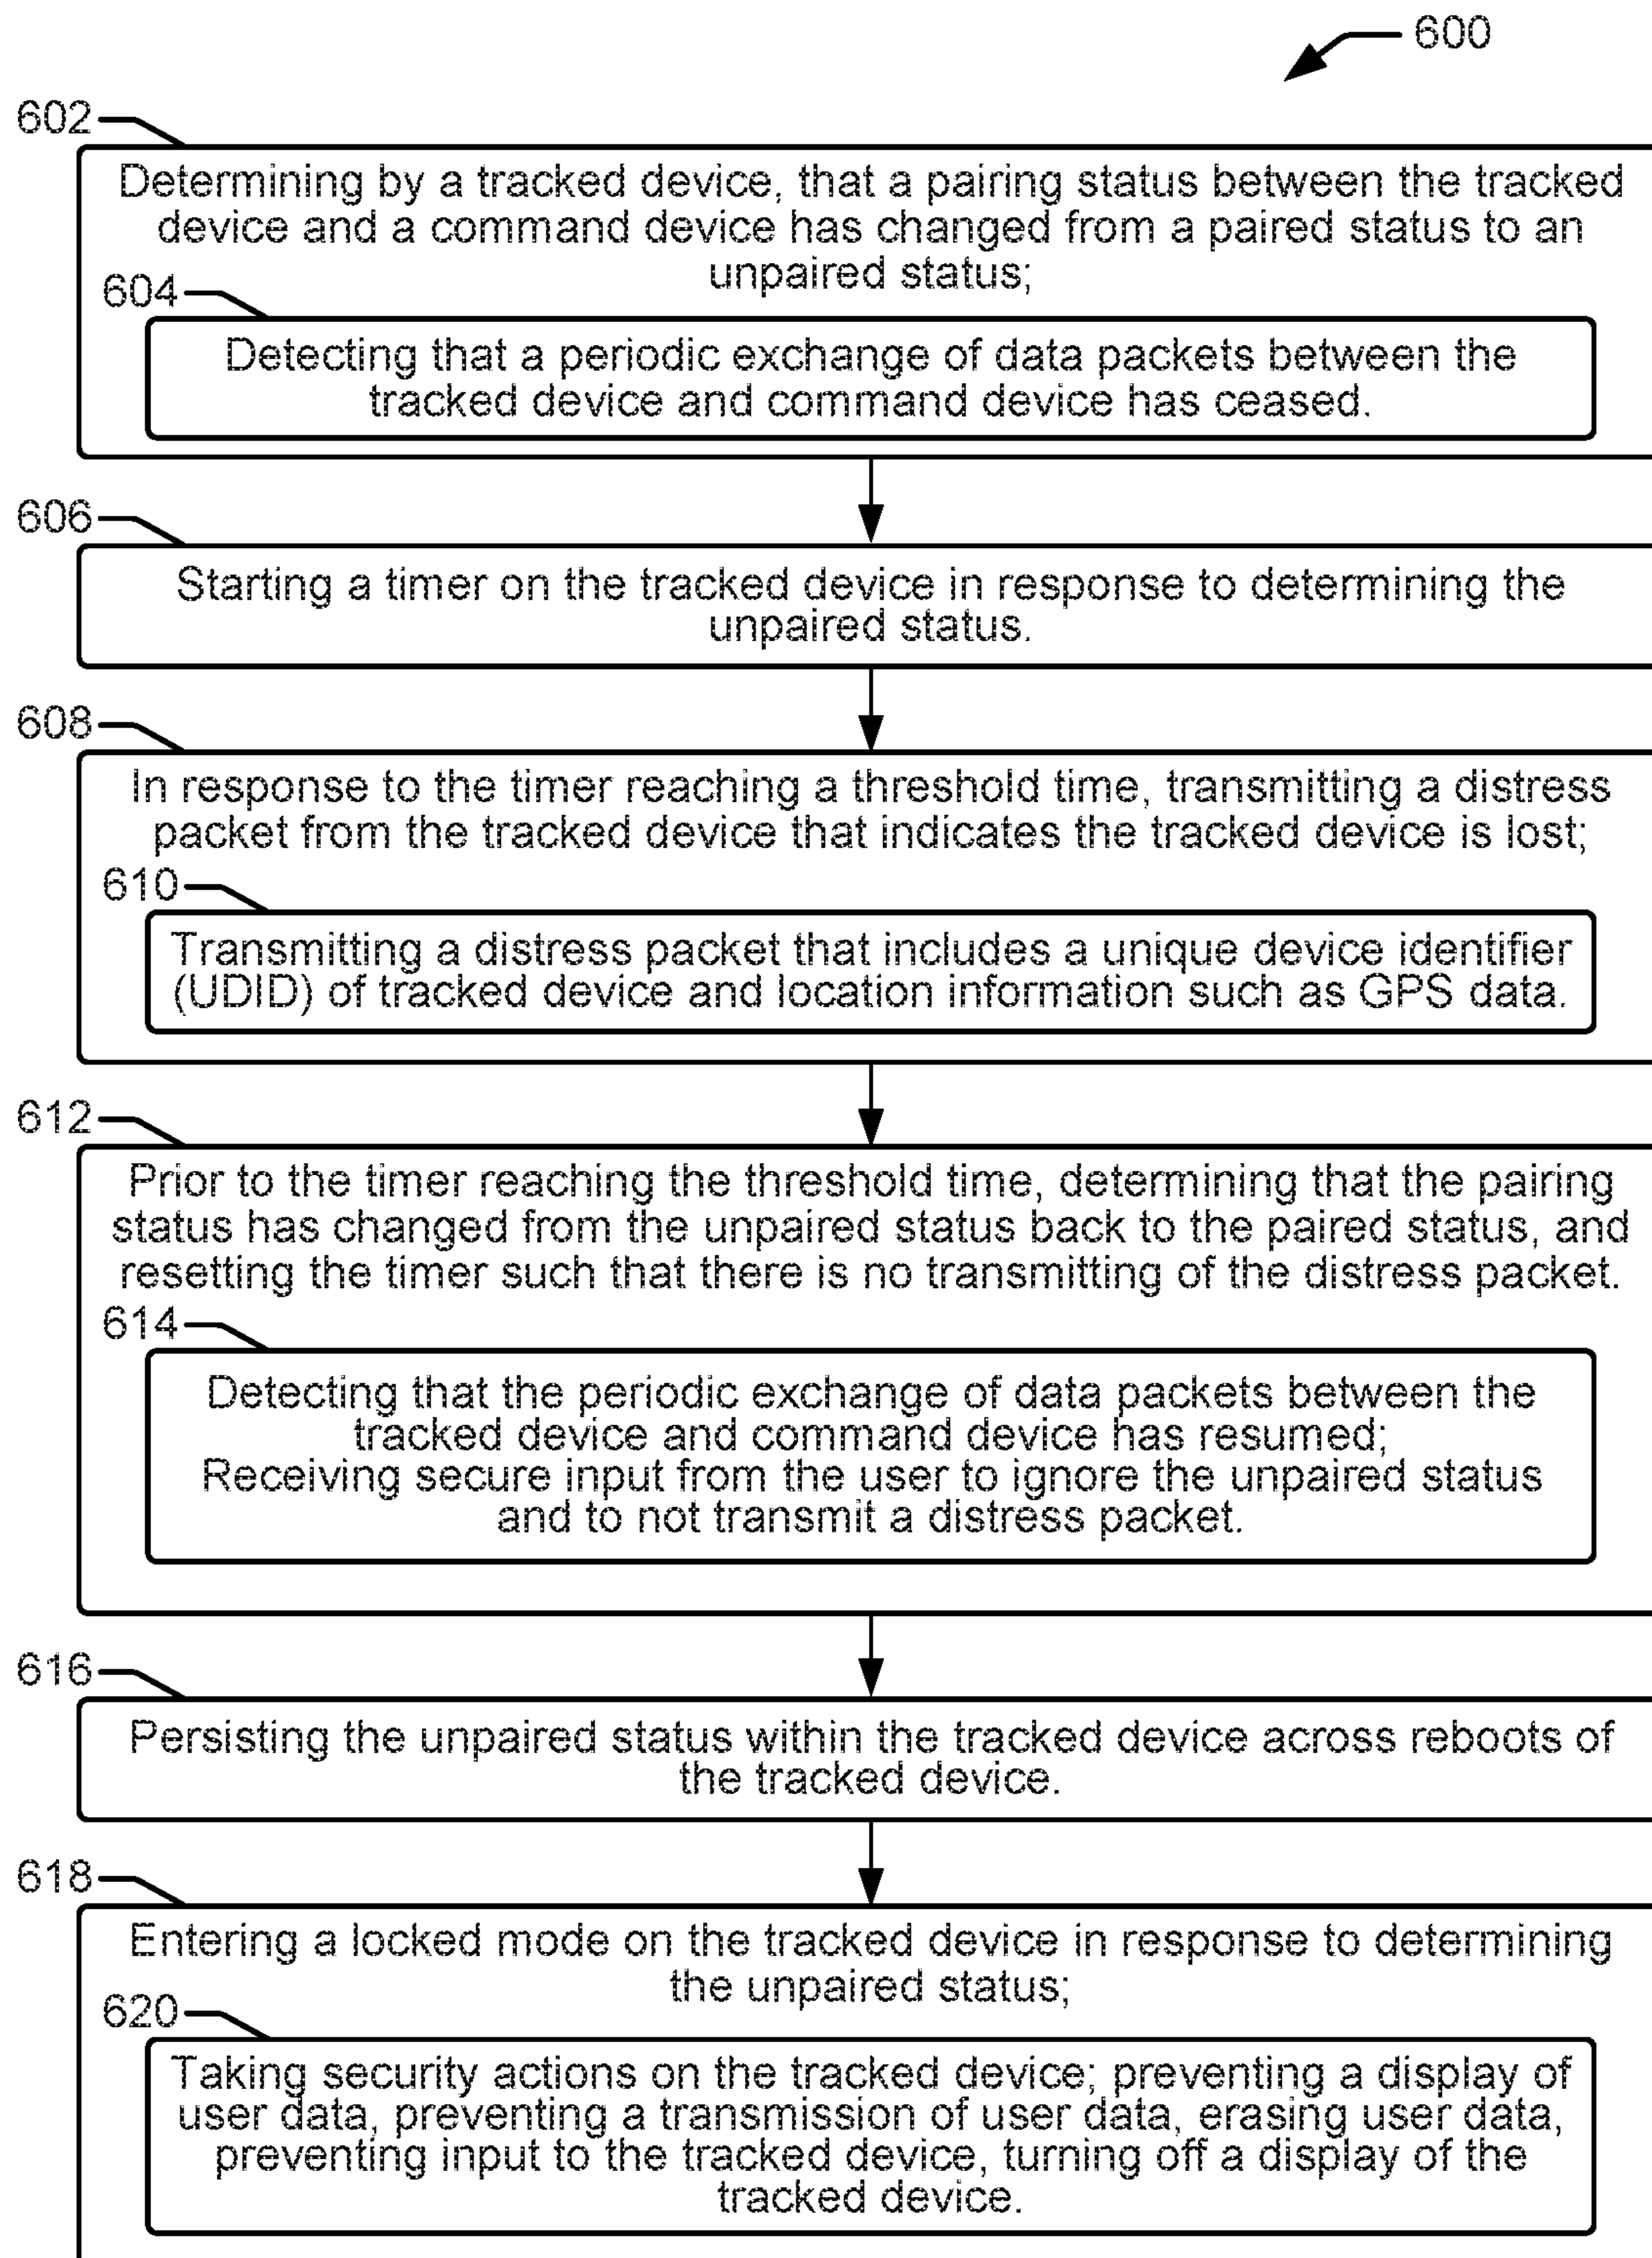 600
602
Determining by a tracked device, that a pairing status between the tracked
device and a command device has changed from a paired status to an
unpaired status;
604
Detecting that a periodic exchange of data packets between the
tracked device and command device has ceased.
606
Starting a timer on the tracked device in response to determining the
unpaired status.
608
In response to the timer reaching a threshold time, transmitting a distress
packet from the tracked device that indicates the tracked device is lost;
610
Transmitting a distress packet that includes a unique device identifier
(UDID) of tracked device and location information such as GPS data.
612
Prior to the timer reaching the threshold time, determining that the pairing
status has changed from the unpaired status back to the paired status, and
resetting the timer such that there is no transmitting of the distress packet.
614
Detecting that the periodic exchange of data packets between the
tracked device and command device has resumed;
Receiving secure input from the user to ignore the unpaired status
and to not transmit a distress packet.
616
Persisting the unpaired status within the tracked device across reboots of
the tracked device.
618
Entering a locked mode on the tracked device in response to determining
the unpaired status;
620
Taking security actions on the tracked device; preventing a display of
user data, preventing a transmission of user data, erasing user data,
preventing input to the tracked device, turning off a display of the
tracked device.